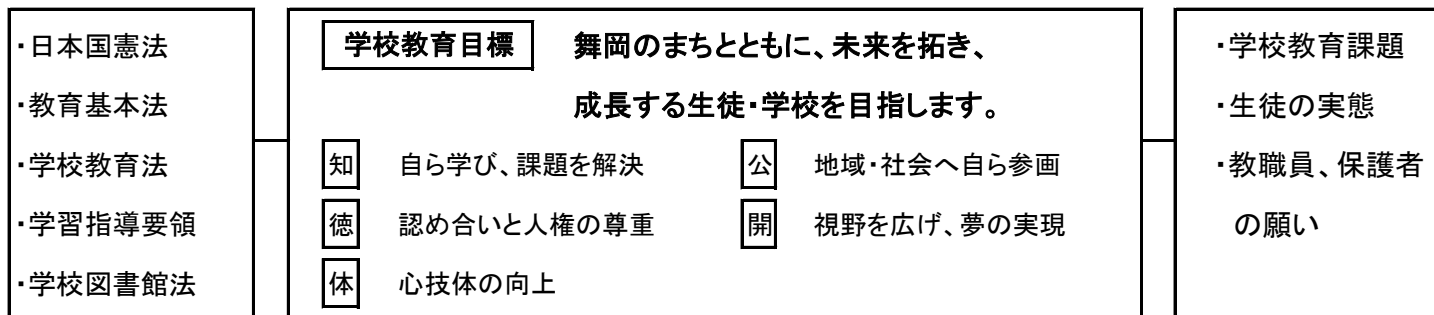 ・日本国憲法
・教育基本法
・学校教育法
・学習指導要領
・学校図書館法
学校教育目標 舞岡のまちとともに、未来を拓き、
成長する生徒・学校を目指します。
知 自ら学び、課題を解決 公 地域・社会へ自ら参画
徳 認め合いと人権の尊重 開 視野を広げ、夢の実現
体 心技体の向上
・学校教育課題
・生徒の実態
・教職員、保護者
の願い